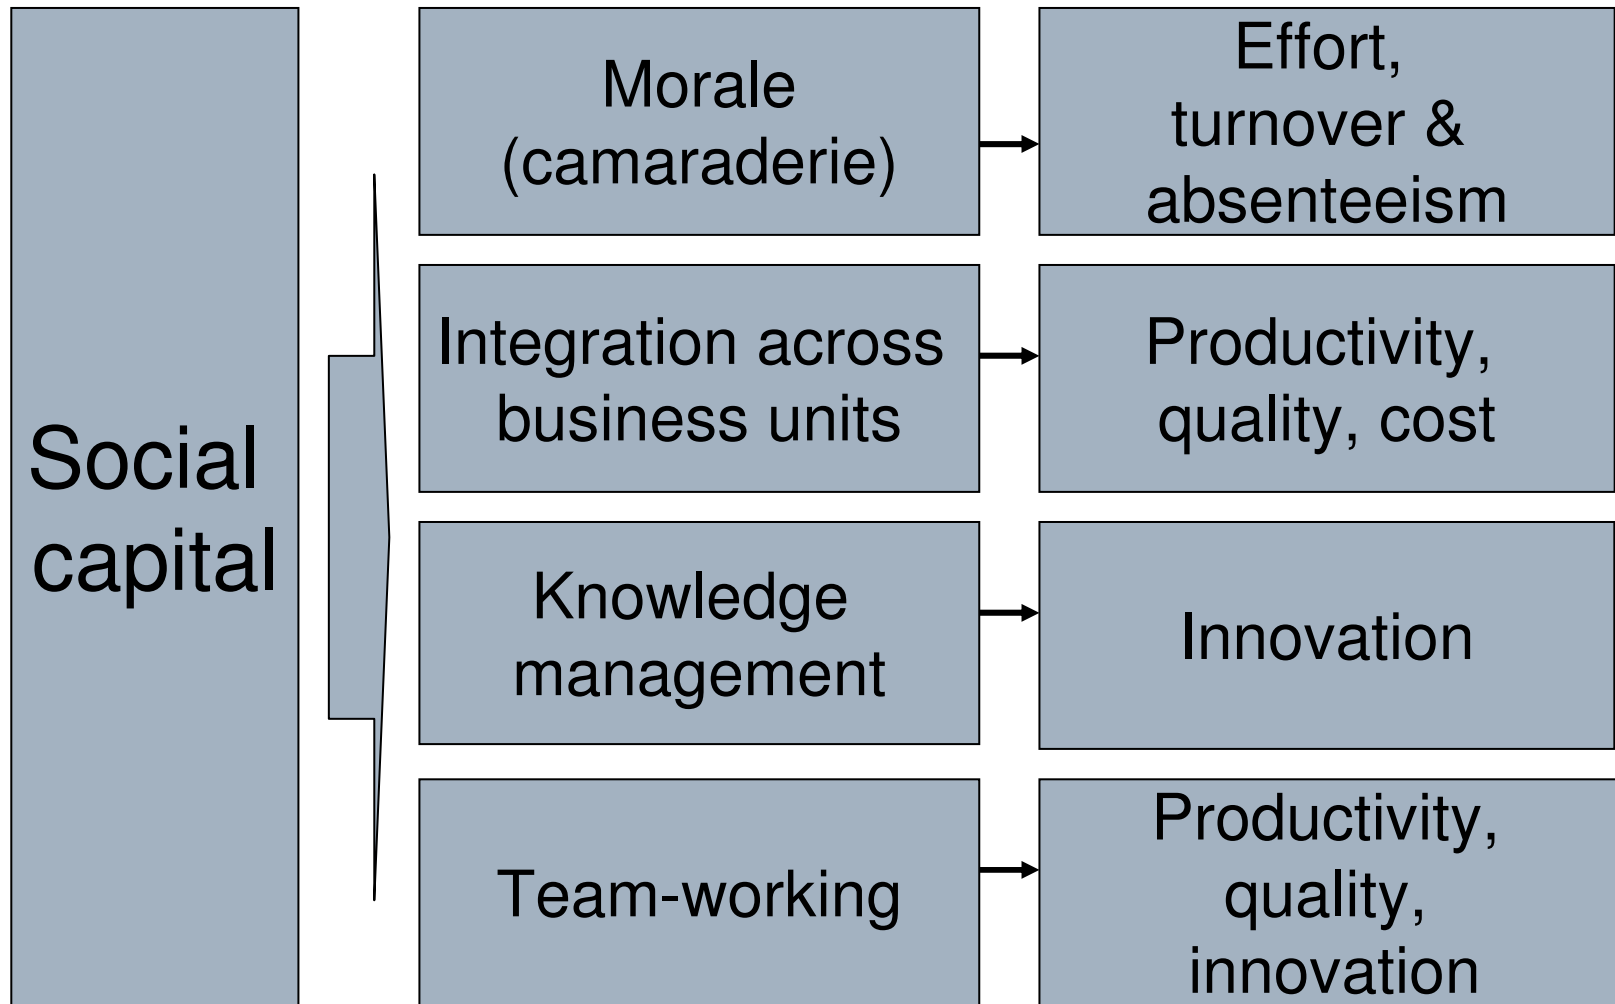 Social
capital
Morale
(camaraderie)
Effort,
turnover &
absenteeism
Integration across
business units
Productivity,
quality, cost
Knowledge
management
Innovation
Team-working
Productivity,
quality,
innovation